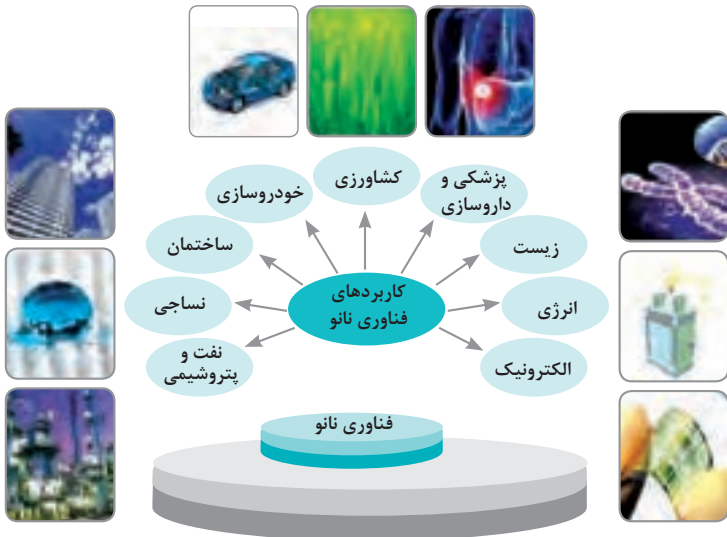 کشاورزی
پزشکی و
داروسازی
خودروسازی
زیست
ساختمان
انرژی
کاربردهای
فناوری نانو
نساجی
الکترونیک
نفت و
پتروشیمی
فناوری نانو